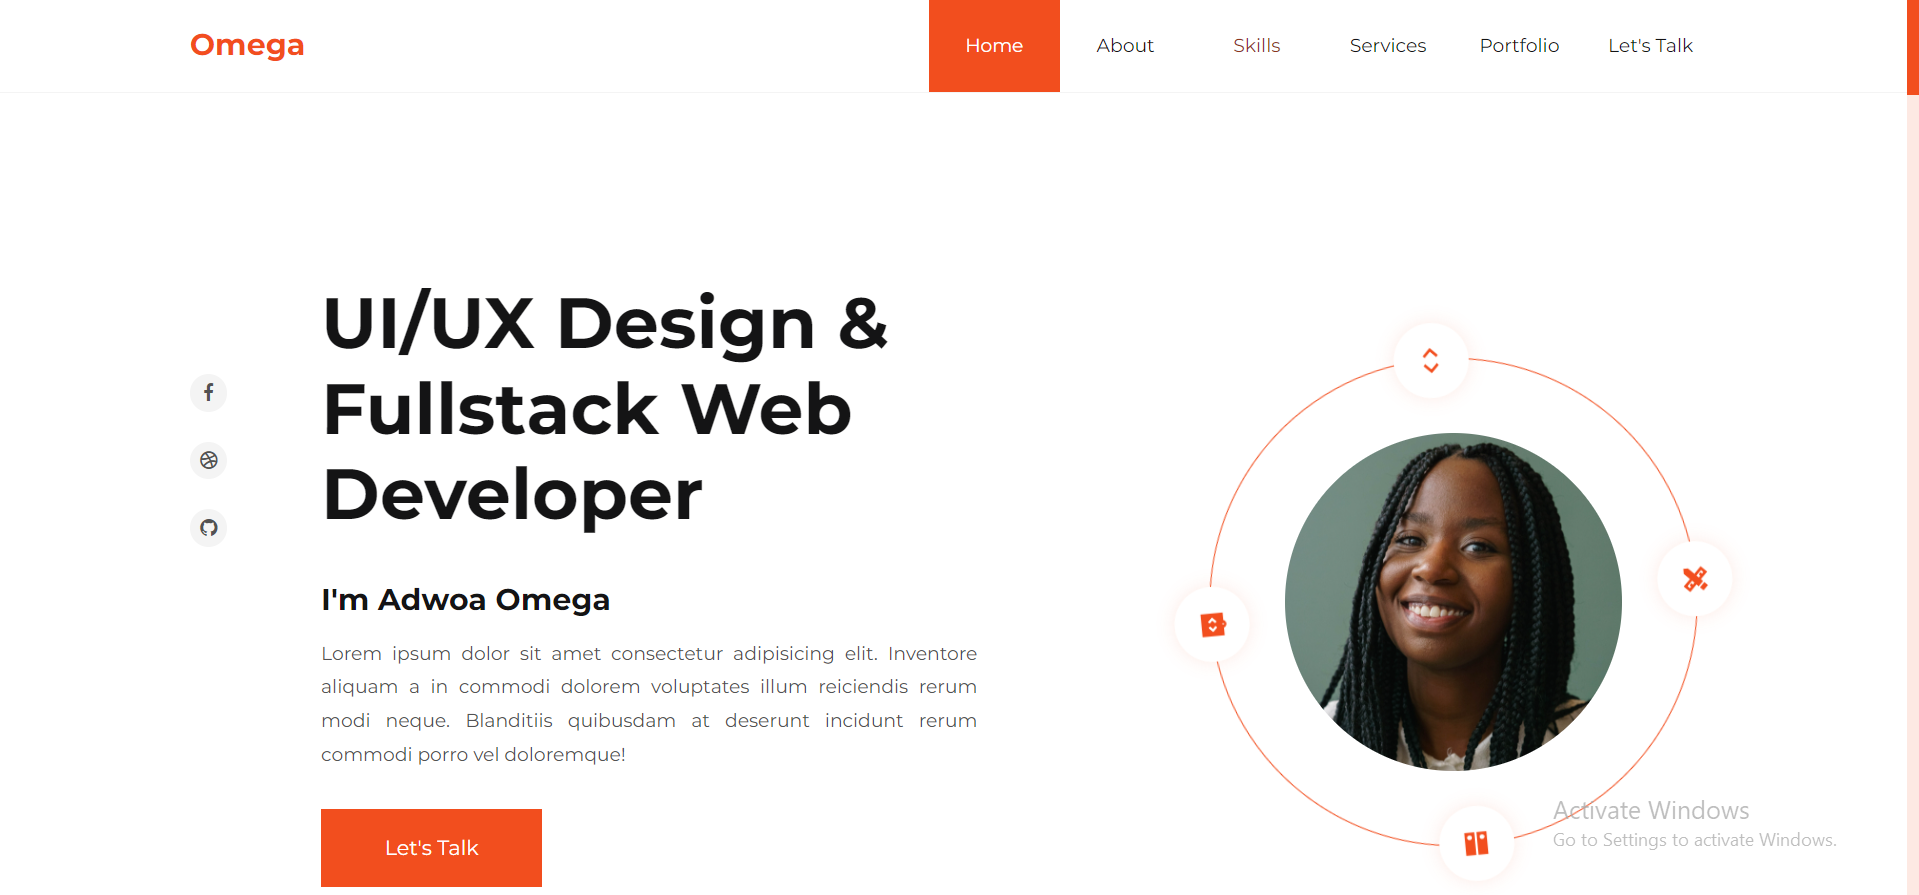 Omega
Home
About
Skills
Services
Portfolio
Let's Talk
UI/UX Design &
Fullstack Web
Developer
I'm Adwoa Omega
Lorem ipsum dolor sit amet consectetur adipisicing elit. Inventore
aliquam a in commodi dolorem voluptates illum reiciendis rerum
modi neque. Blanditiis quibusdam at deserunt incidunt rerum
commodi porro vel doloremque!
Let's Talk
Activate Windows
Go to Settings to activate Windows.